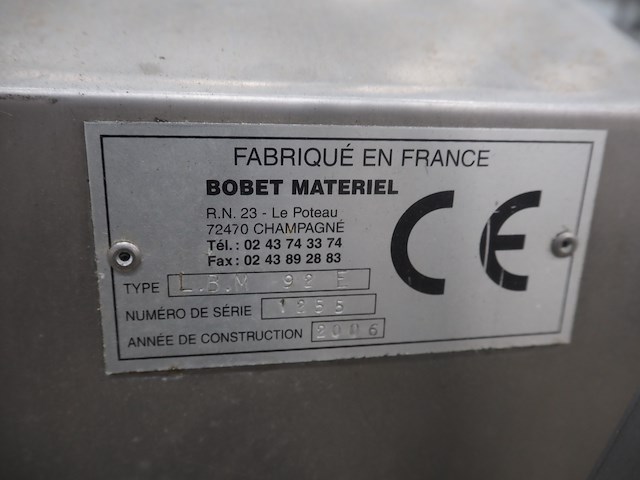 FABRIQUÉ EN FRANCE
BOBET MATERIEL
R.N. 23 - Le Poteau
72470 CHAMPAGNÉ
Tél. : 02 43 74 33 74
Fax : 02 43 89 28 83
CE
TYPE L.B.M 92 E
NUMÉRO DE SÉRIE
ANNÉE DE CONSTRUCTION 2006